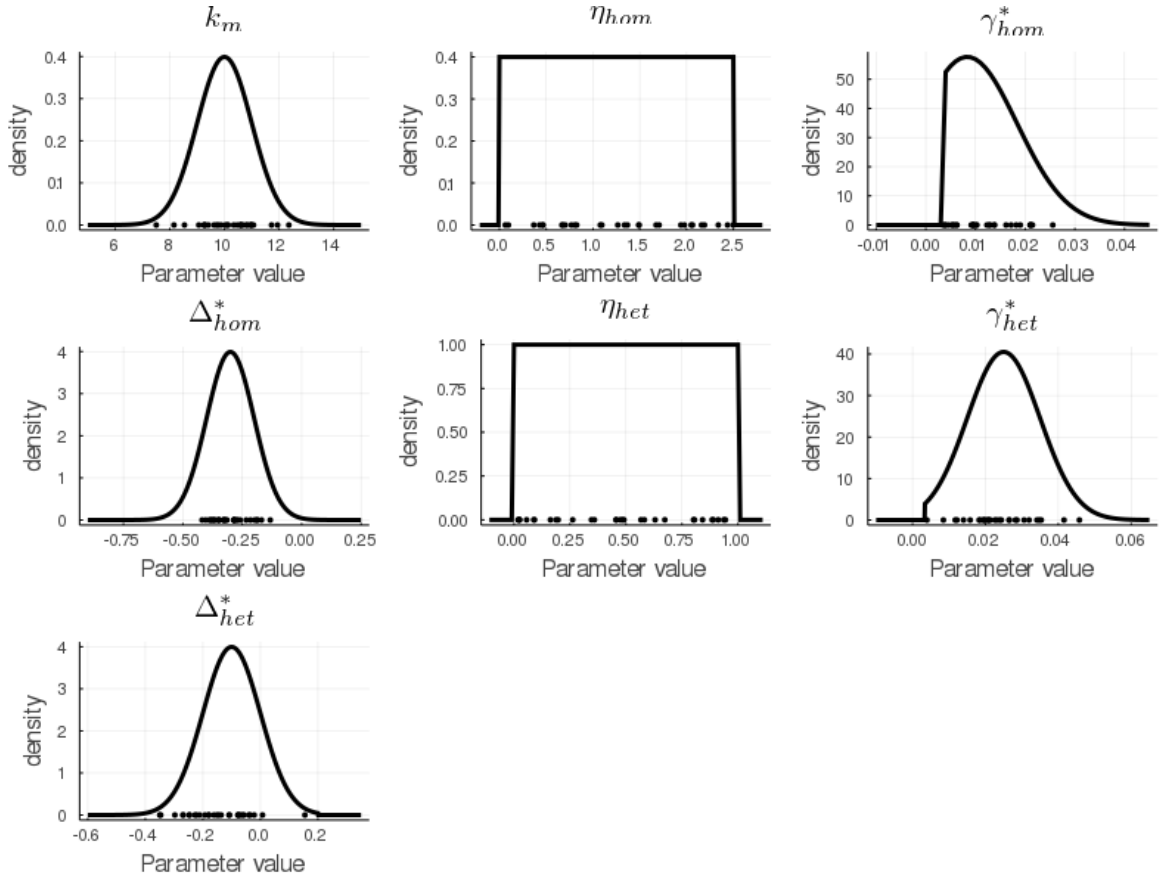 k_m
density
0.4
0.3
0.2
0.1
0.0
6 8 10 12 14
Parameter value
η_hom
density
0.4
0.3
0.2
0.1
0.0
0.0 0.5 1.0 1.5 2.0 2.5
Parameter value
γ*_hom
density
50
40
30
20
10
0
-0.01 0.00 0.01 0.02 0.03 0.04
Parameter value
Δ*_hom
density
4
3
2
1
0
-0.75 -0.50 -0.25 0.00 0.25
Parameter value
η_het
density
1.00
0.75
0.50
0.25
0.00
0.00 0.25 0.50 0.75 1.00
Parameter value
γ*_het
density
40
30
20
10
0
0.00 0.02 0.04 0.06
Parameter value
Δ*_het
density
4
3
2
1
0
-0.6 -0.4 -0.2 0.0 0.2
Parameter value